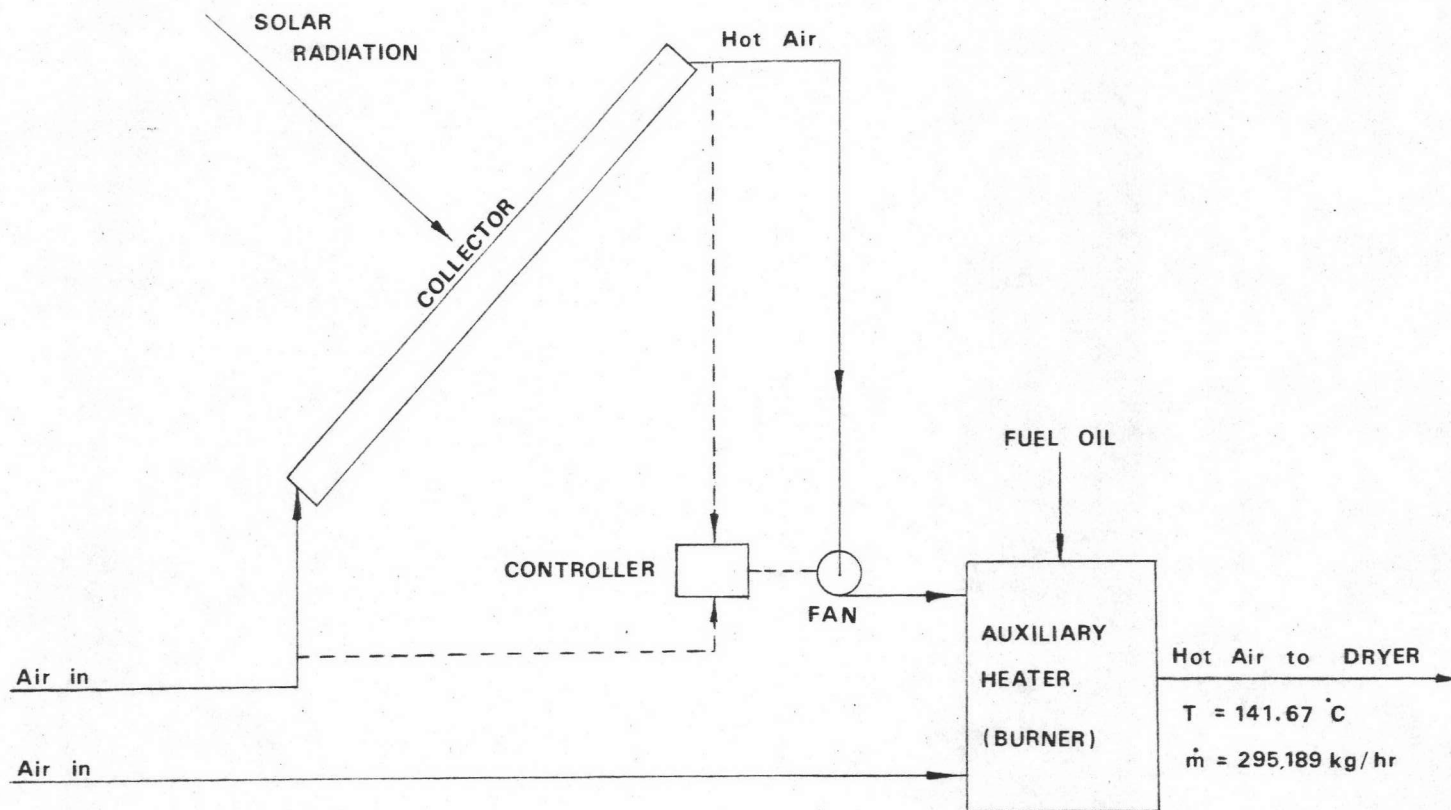 SOLAR
RADIATION
Hot Air
COLLECTOR
FUEL OIL
CONTROLLER
FAN
AUXILIARY
HEATER
(BURNER)
Air in
Air in
Hot Air to DRYER
T = 141.67 °C
ṁ = 295,189 kg/hr